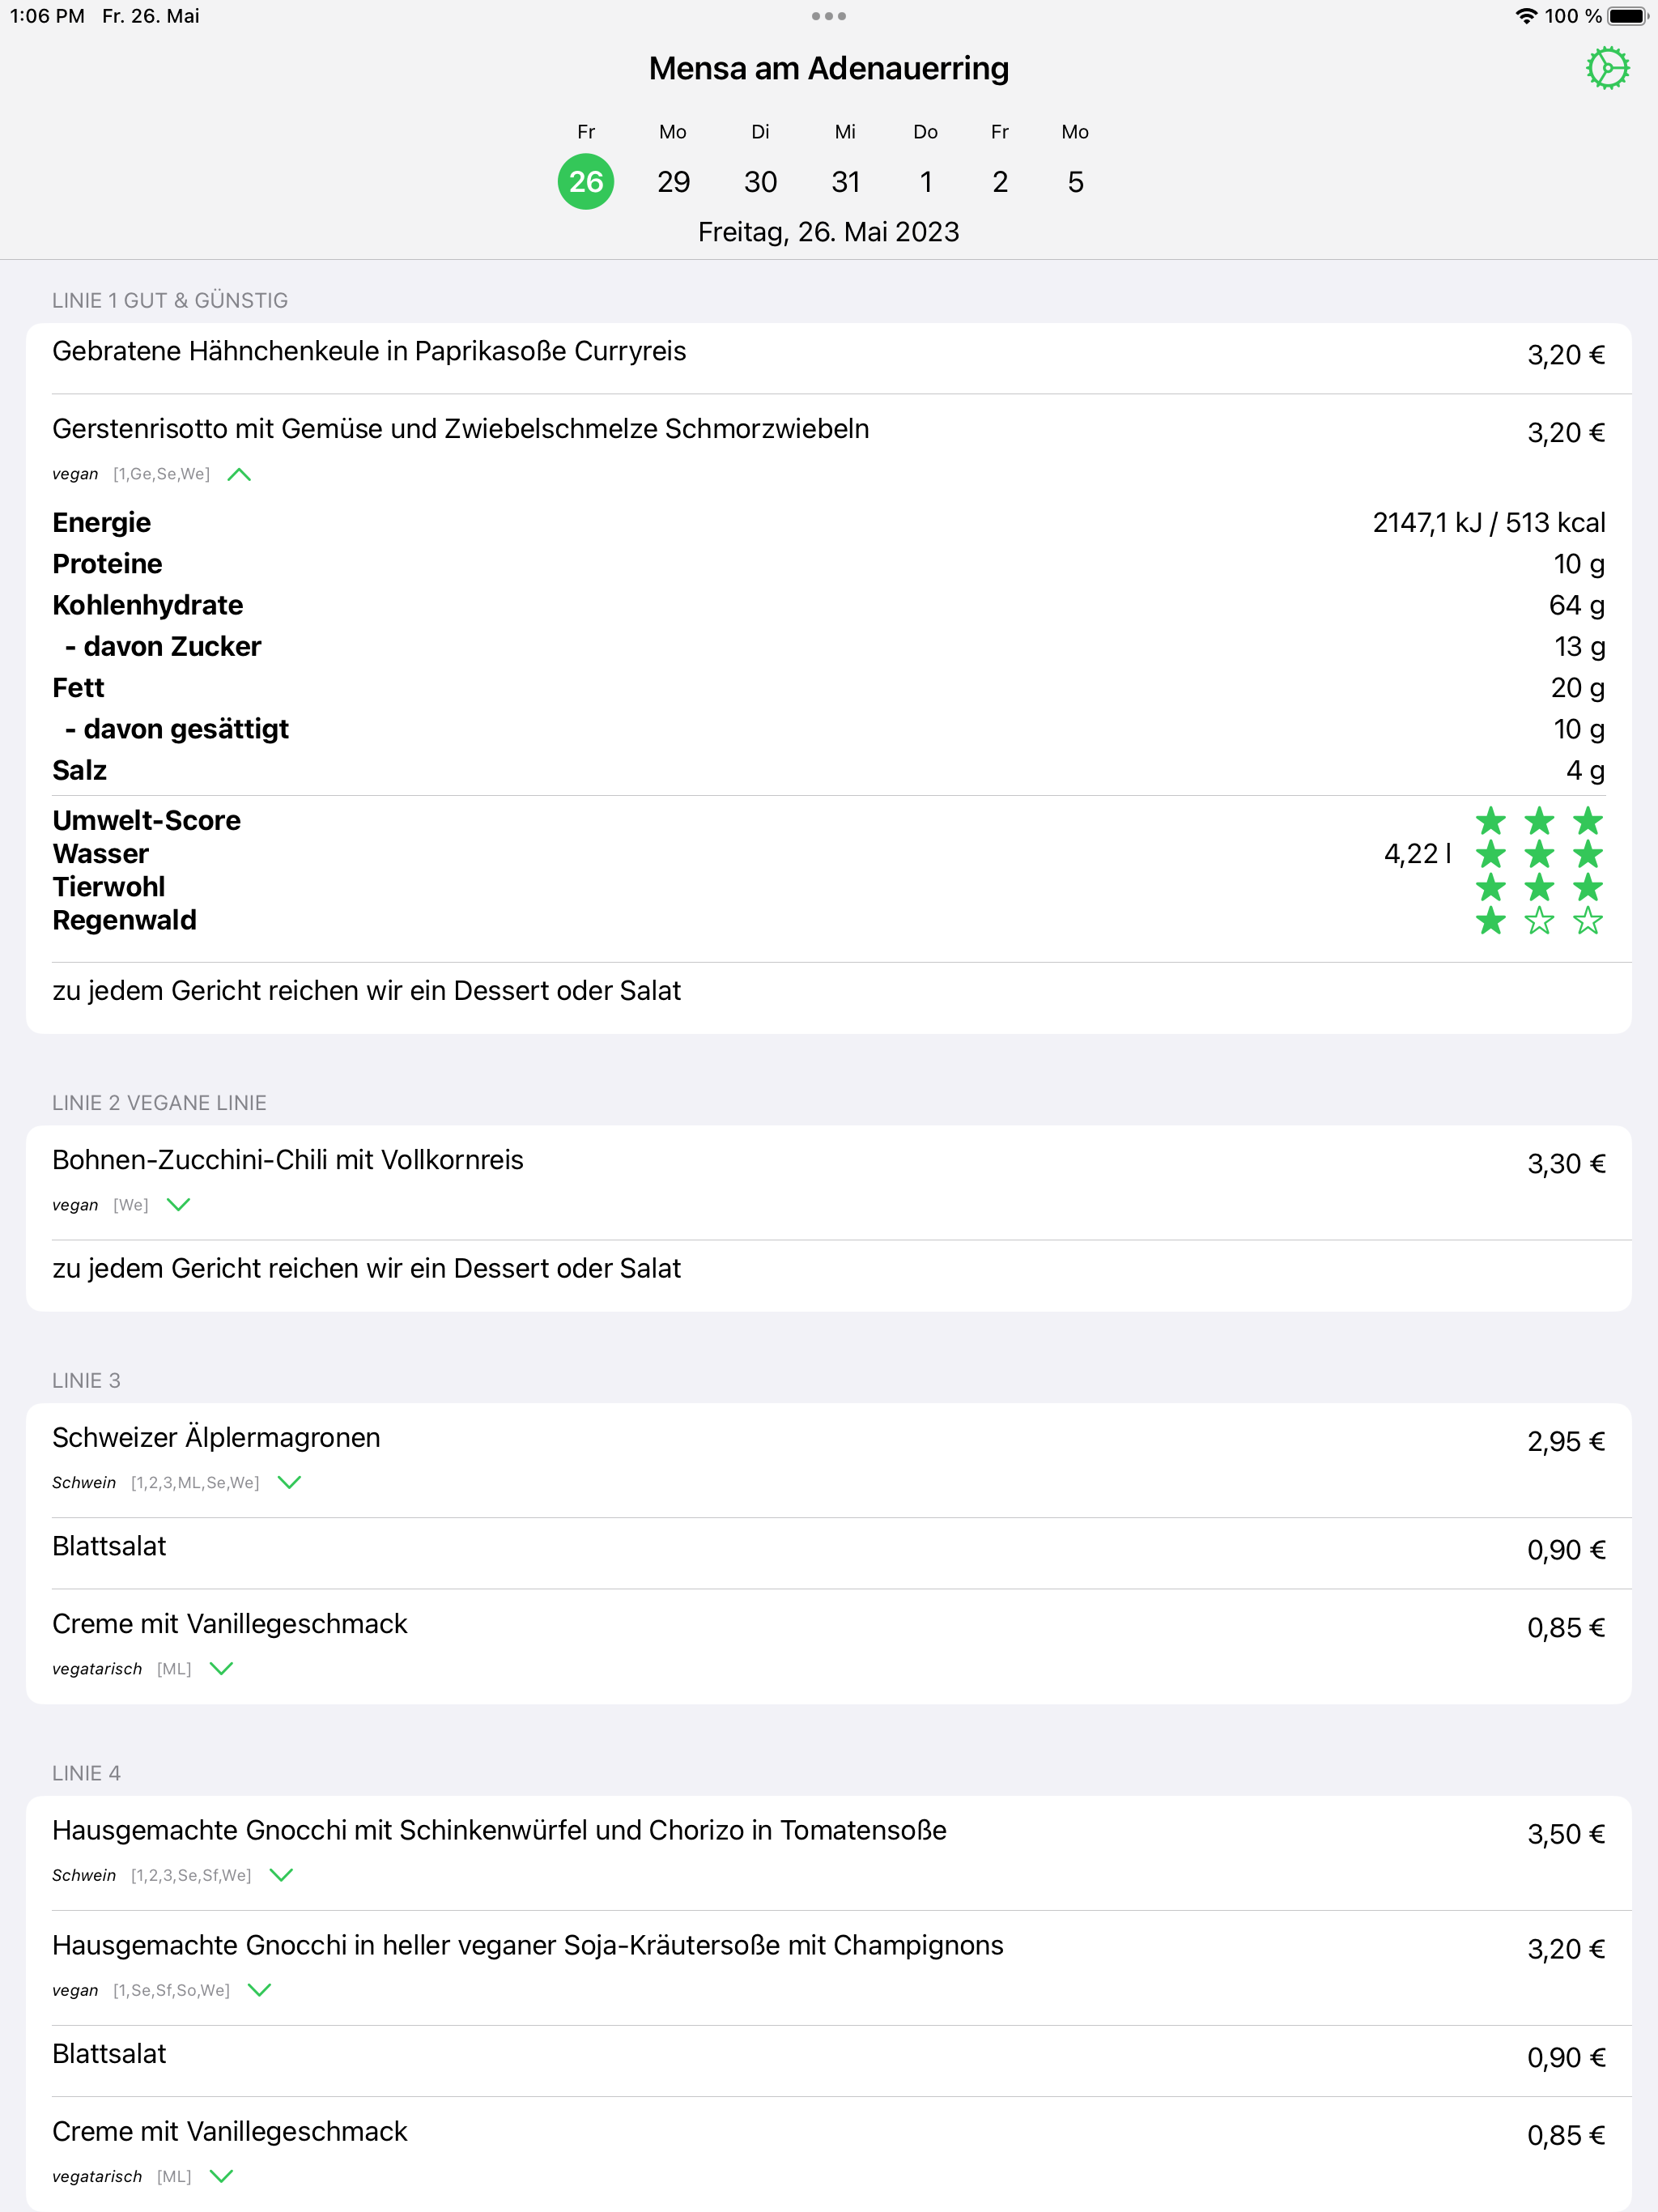 1:06 PM Fr. 26. Mai
100 %
Mensa am Adenauerring
Fr Mo Di Mi Do Fr Mo
26 29 30 31 1 2 5
Freitag, 26. Mai 2023
LINIE 1 GUT & GÜNSTIG
Gebratene Hähnchenkeule in Paprikasoße Curryreis 3,20 €
Gerstenrisotto mit Gemüse und Zwiebelschmelze Schmorzwiebeln 3,20 €
vegan [1,Ge,Se,We]
Energie 2147,1 kJ / 513 kcal
Proteine 10 g
Kohlenhydrate 64 g
- davon Zucker 13 g
Fett 20 g
- davon gesättigt 10 g
Salz 4 g
Umwelt-Score
Wasser 4,22 l
Tierwohl
Regenwald
zu jedem Gericht reichen wir ein Dessert oder Salat
LINIE 2 VEGANE LINIE
Bohnen-Zucchini-Chili mit Vollkornreis 3,30 €
vegan [We]
zu jedem Gericht reichen wir ein Dessert oder Salat
LINIE 3
Schweizer Älplermagronen 2,95 €
Schwein [1,2,3,ML,Se,We]
Blattsalat 0,90 €
Creme mit Vanillegeschmack 0,85 €
vegatarisch [ML]
LINIE 4
Hausgemachte Gnocchi mit Schinkenwürfel und Chorizo in Tomatensoße 3,50 €
Schwein [1,2,3,Se,Sf,We]
Hausgemachte Gnocchi in heller veganer Soja-Kräutersoße mit Champignons 3,20 €
vegan [1,Se,Sf,So,We]
Blattsalat 0,90 €
Creme mit Vanillegeschmack 0,85 €
vegatarisch [ML]